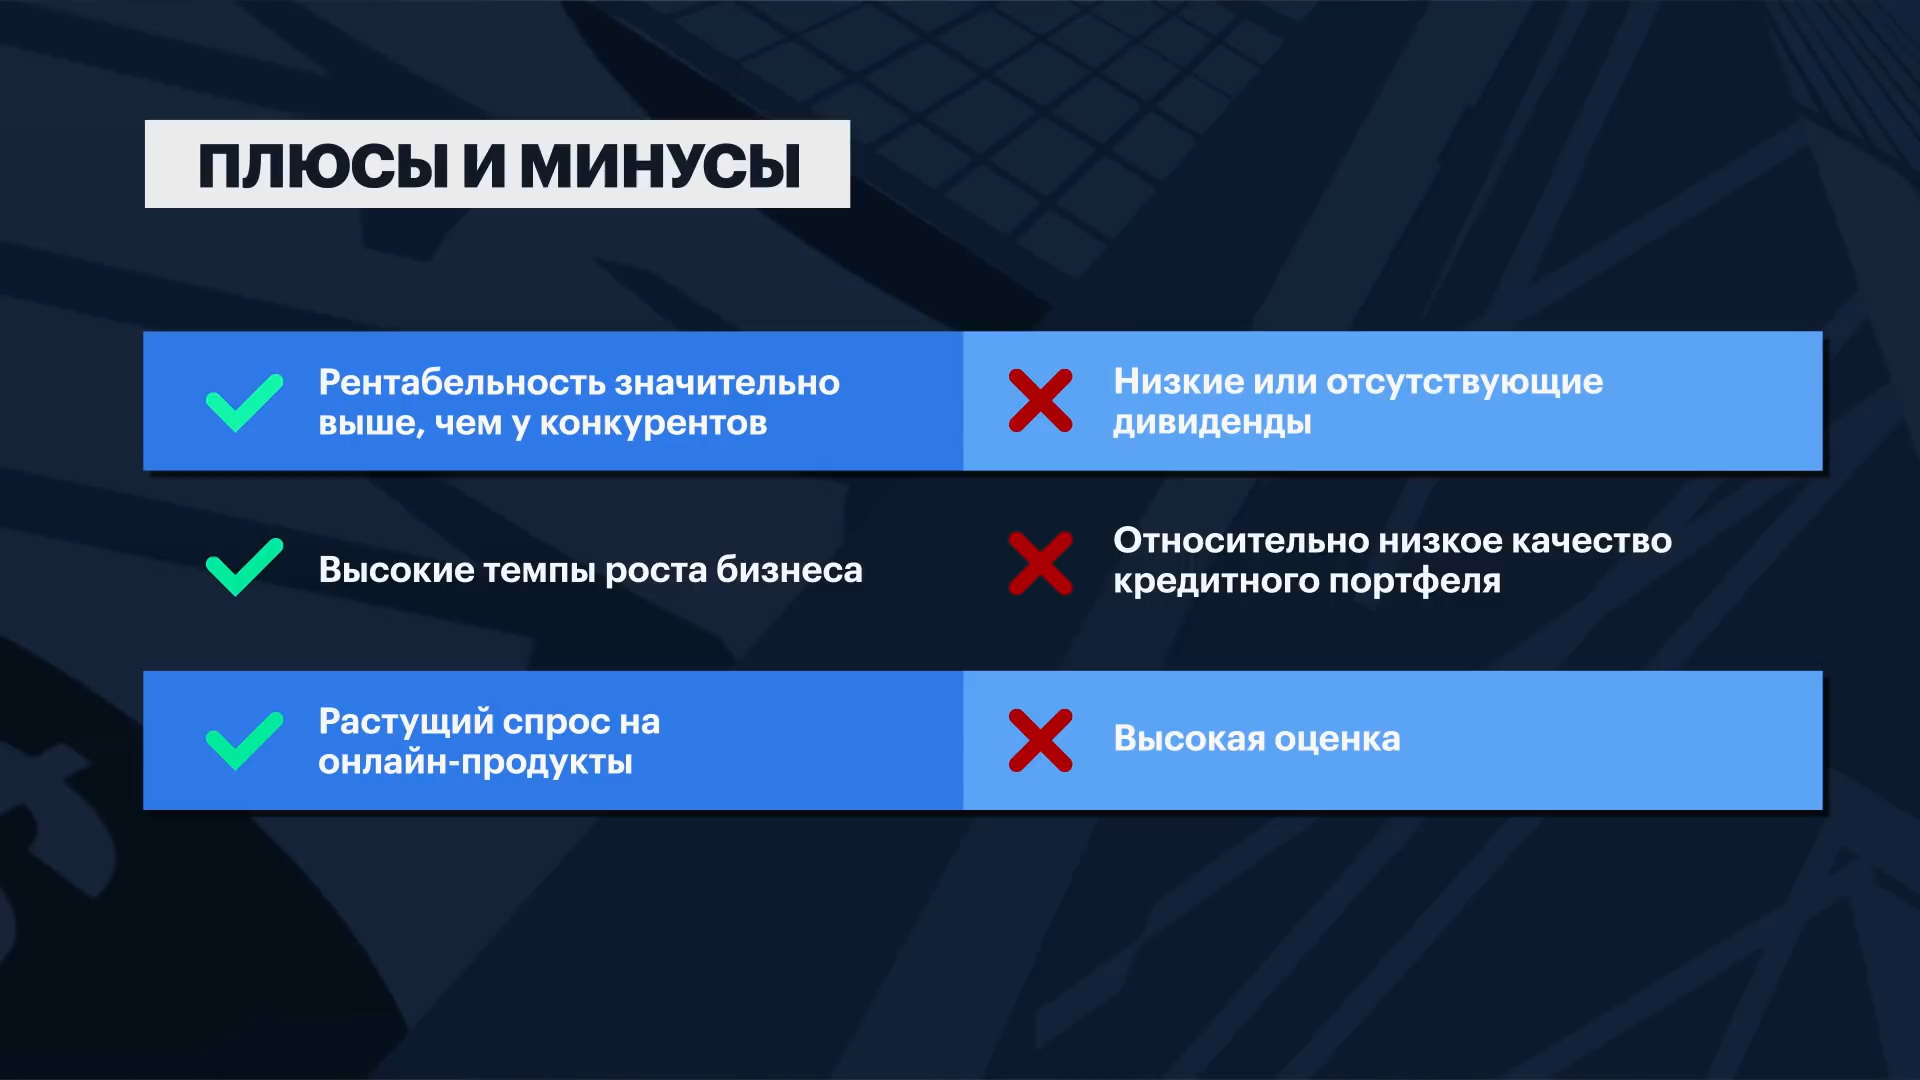 ПЛЮСЫ И МИНУСЫ
Рентабельность значительно
выше, чем у конкурентов
Низкие или отсутствующие
дивиденды
Высокие темпы роста бизнеса
Относительно низкое качество
кредитного портфеля
Растущий спрос на
онлайн-продукты
Высокая оценка